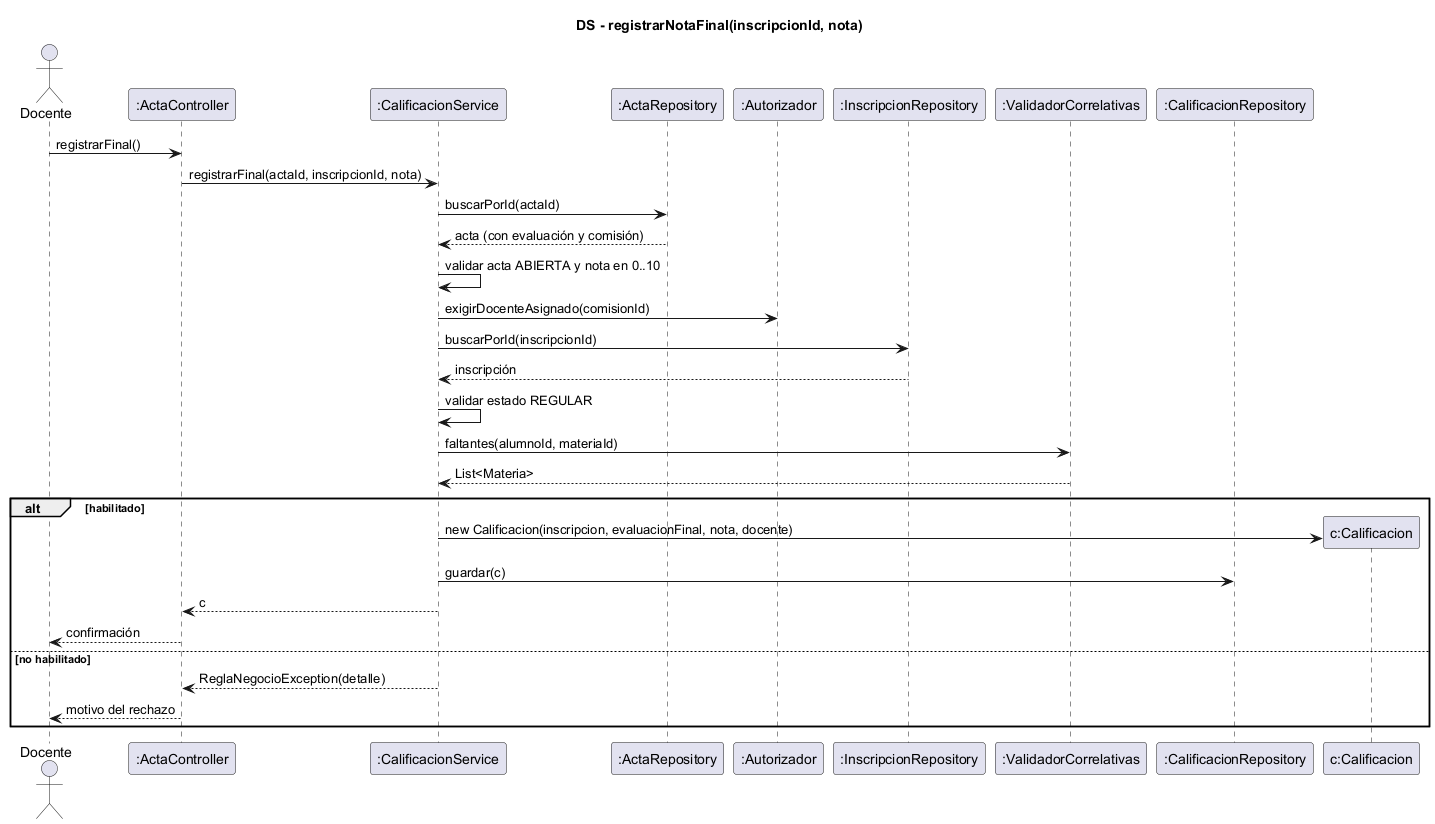 DS - registrarNotaFinal(inscripcionId, nota)
Docente
:ActaController
:CalificacionService
:ActaRepository
:Autorizador
:InscripcionRepository
:ValidadorCorrelativas
:CalificacionRepository
registrarFinal()
registrarFinal(actaId, inscripcionId, nota)
buscarPorId(actaId)
acta (con evaluación y comisión)
validar acta ABIERTA y nota en 0..10
exigirDocenteAsignado(comisionId)
buscarPorId(inscripcionId)
inscripción
validar estado REGULAR
faltantes(alumnoId, materiaId)
List<Materia>
alt
[habilitado]
new Calificacion(inscripcion, evaluacionFinal, nota, docente)
c:Calificacion
guardar(c)
c
confirmación
[no habilitado]
ReglaNegocioException(detalle)
motivo del rechazo
Docente
:ActaController
:CalificacionService
:ActaRepository
:Autorizador
:InscripcionRepository
:ValidadorCorrelativas
:CalificacionRepository
c:Calificacion